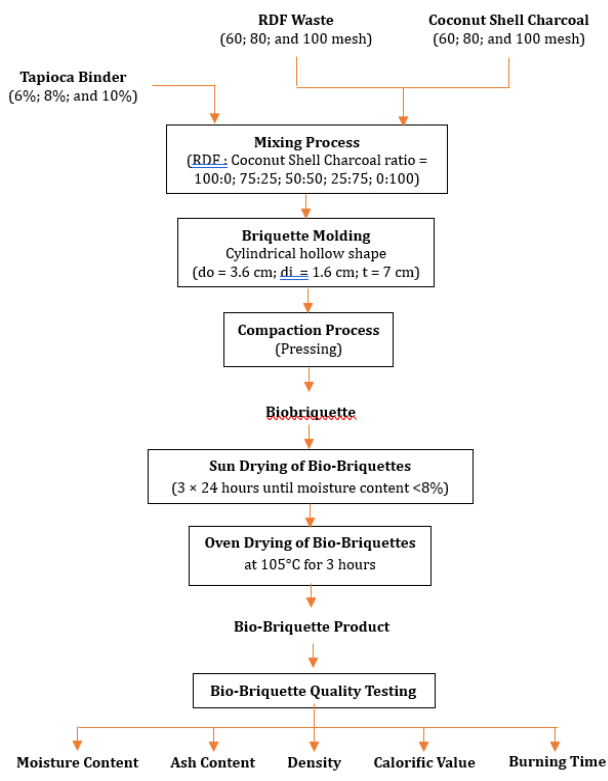 RDF Waste
(60; 80; and 100 mesh)
Coconut Shell Charcoal
(60; 80; and 100 mesh)
Tapioca Binder
(6%; 8%; and 10%)
Mixing Process
(RDF : Coconut Shell Charcoal ratio =
100:0; 75:25; 50:50; 25:75; 0:100)
Briquette Molding
Cylindrical hollow shape
(do = 3.6 cm; di = 1.6 cm; t = 7 cm)
Compaction Process
(Pressing)
Biobriquette
Sun Drying of Bio-Briquettes
(3 × 24 hours until moisture content <8%)
Oven Drying of Bio-Briquettes
at 105°C for 3 hours
Bio-Briquette Product
Bio-Briquette Quality Testing
Moisture Content
Ash Content
Density
Calorific Value
Burning Time